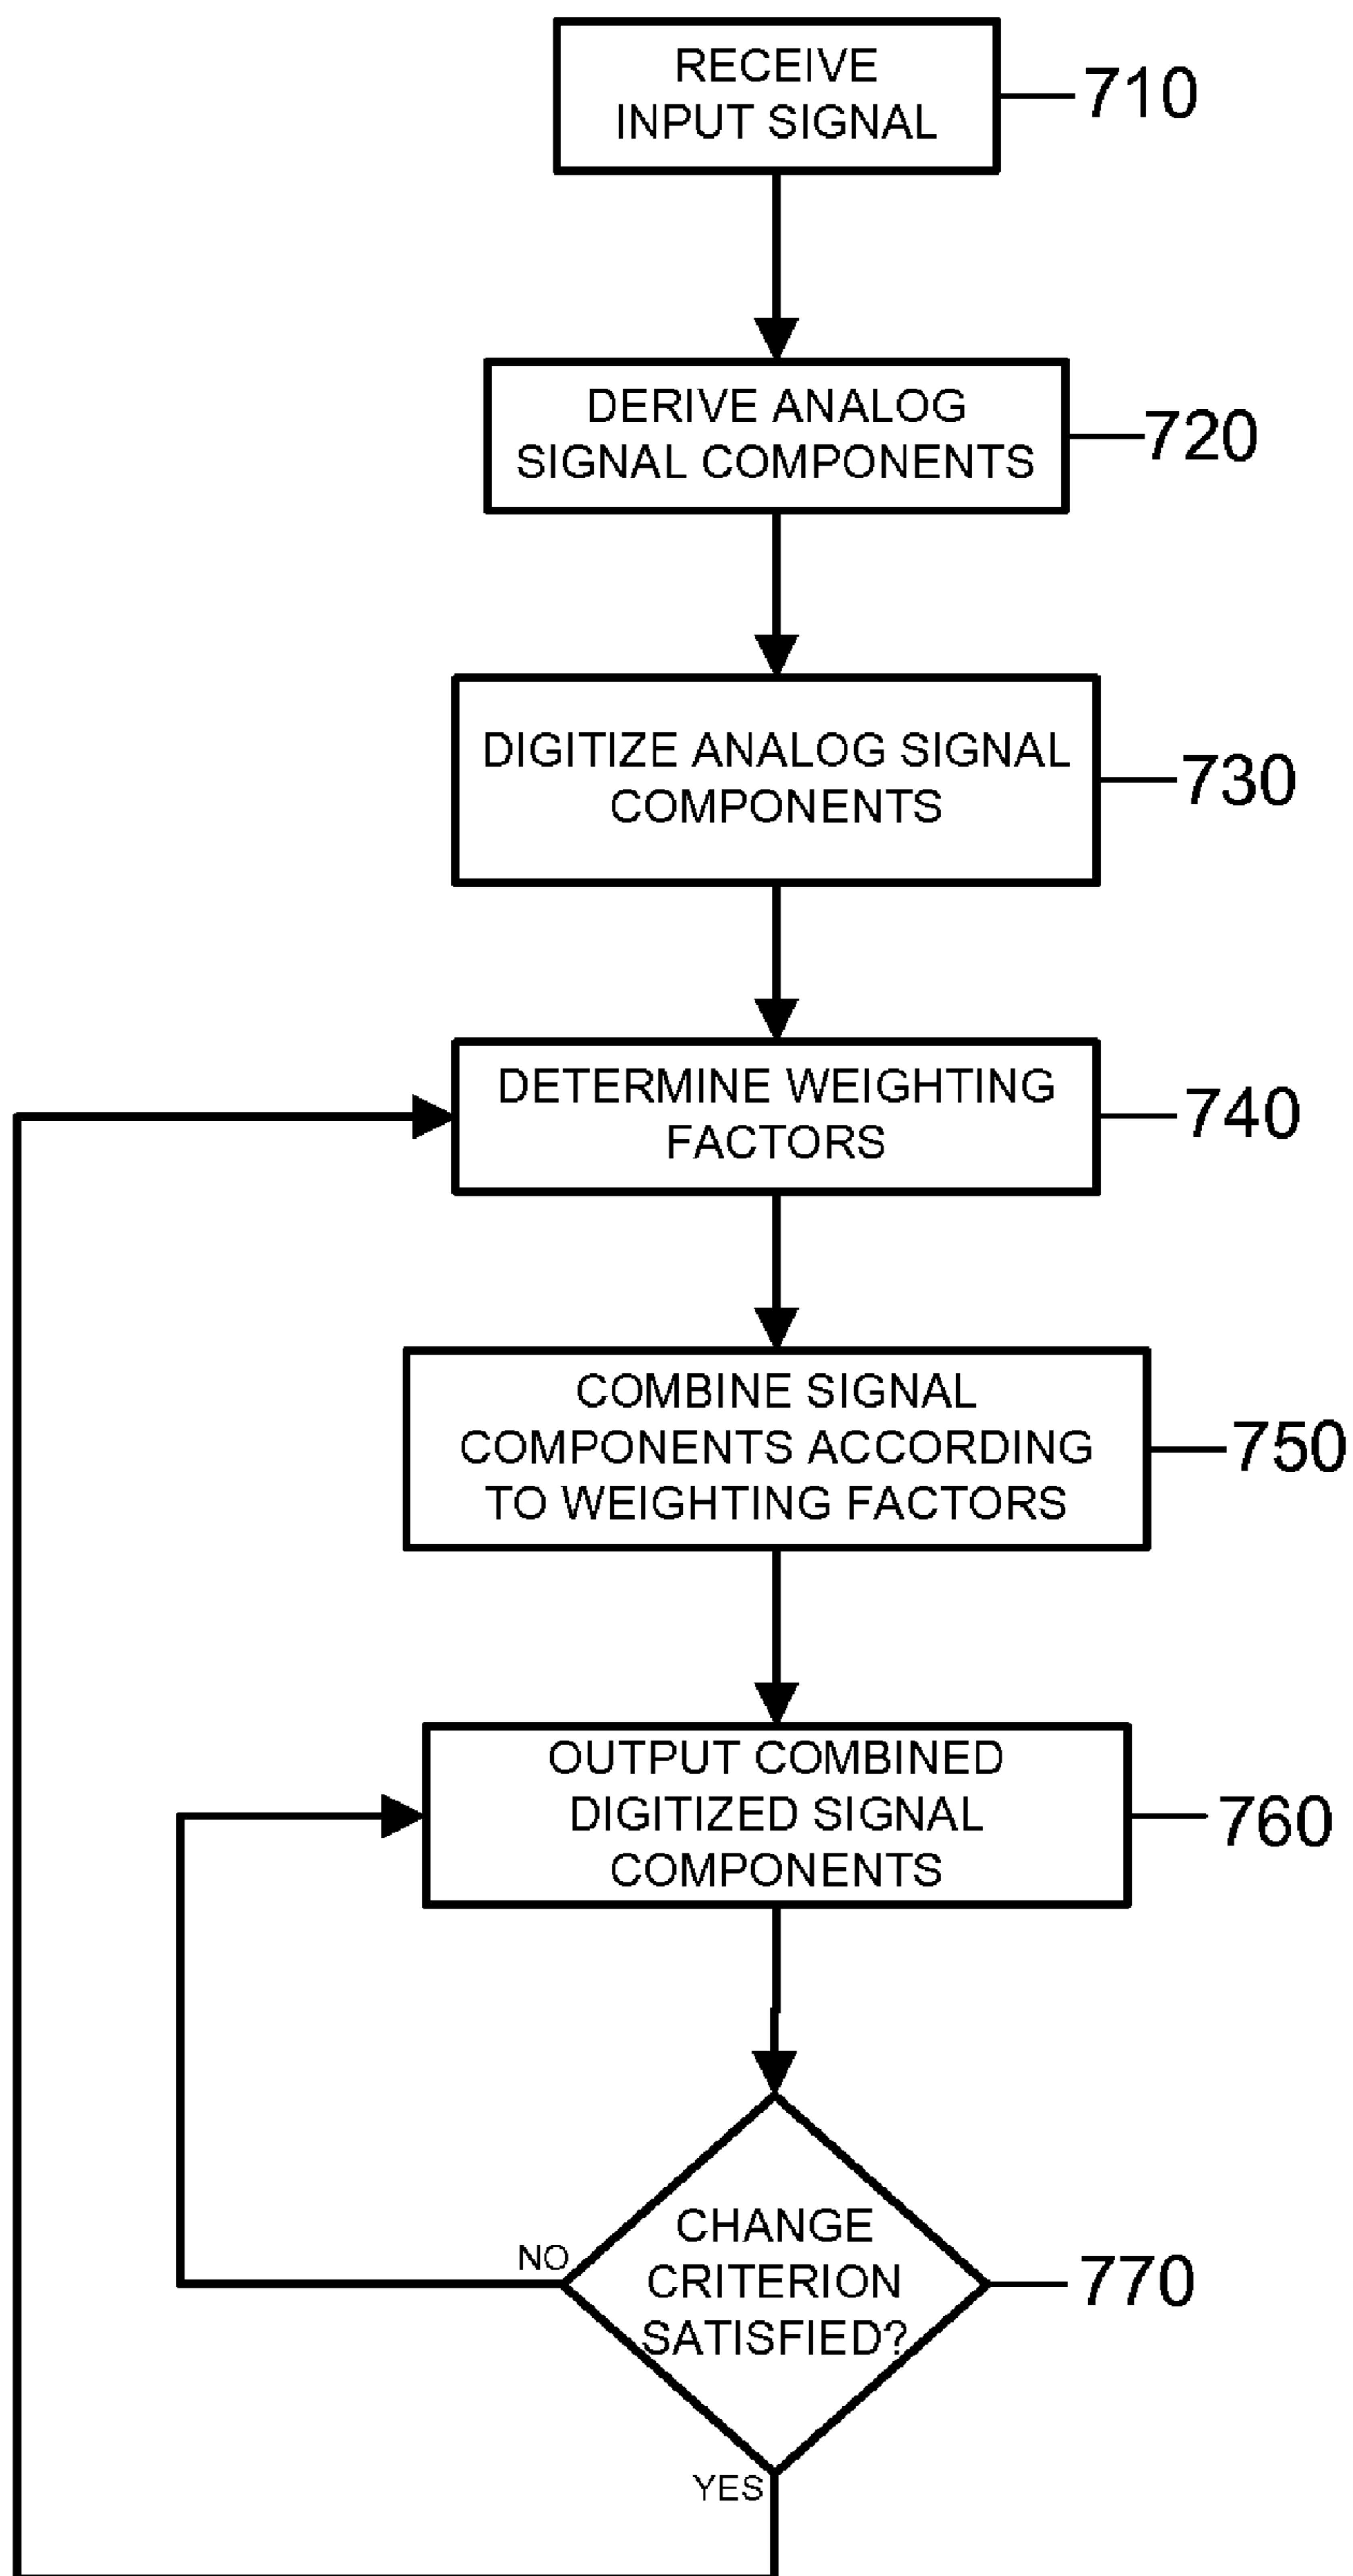 RECEIVE
INPUT SIGNAL
710
DERIVE ANALOG
SIGNAL COMPONENTS
720
DIGITIZE ANALOG SIGNAL
COMPONENTS
730
DETERMINE WEIGHTING
FACTORS
740
COMBINE SIGNAL
COMPONENTS ACCORDING
TO WEIGHTING FACTORS
750
OUTPUT COMBINED
DIGITIZED SIGNAL
COMPONENTS
760
CHANGE
CRITERION
SATISFIED?
770
NO
YES